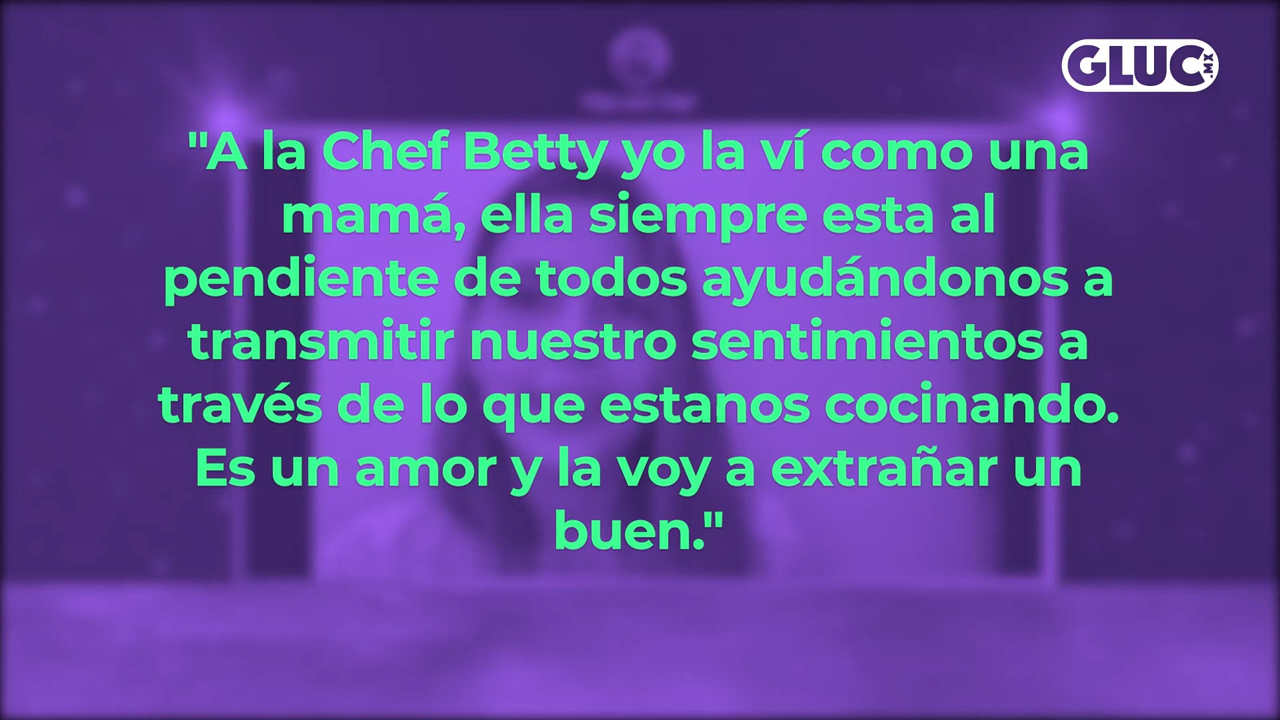 GLUC.MX
"A la Chef Betty yo la ví como una
mamá, ella siempre esta al
pendiente de todos ayudándonos a
transmitir nuestro sentimientos a
través de lo que estanos cocinando.
Es un amor y la voy a extrañar un
buen."